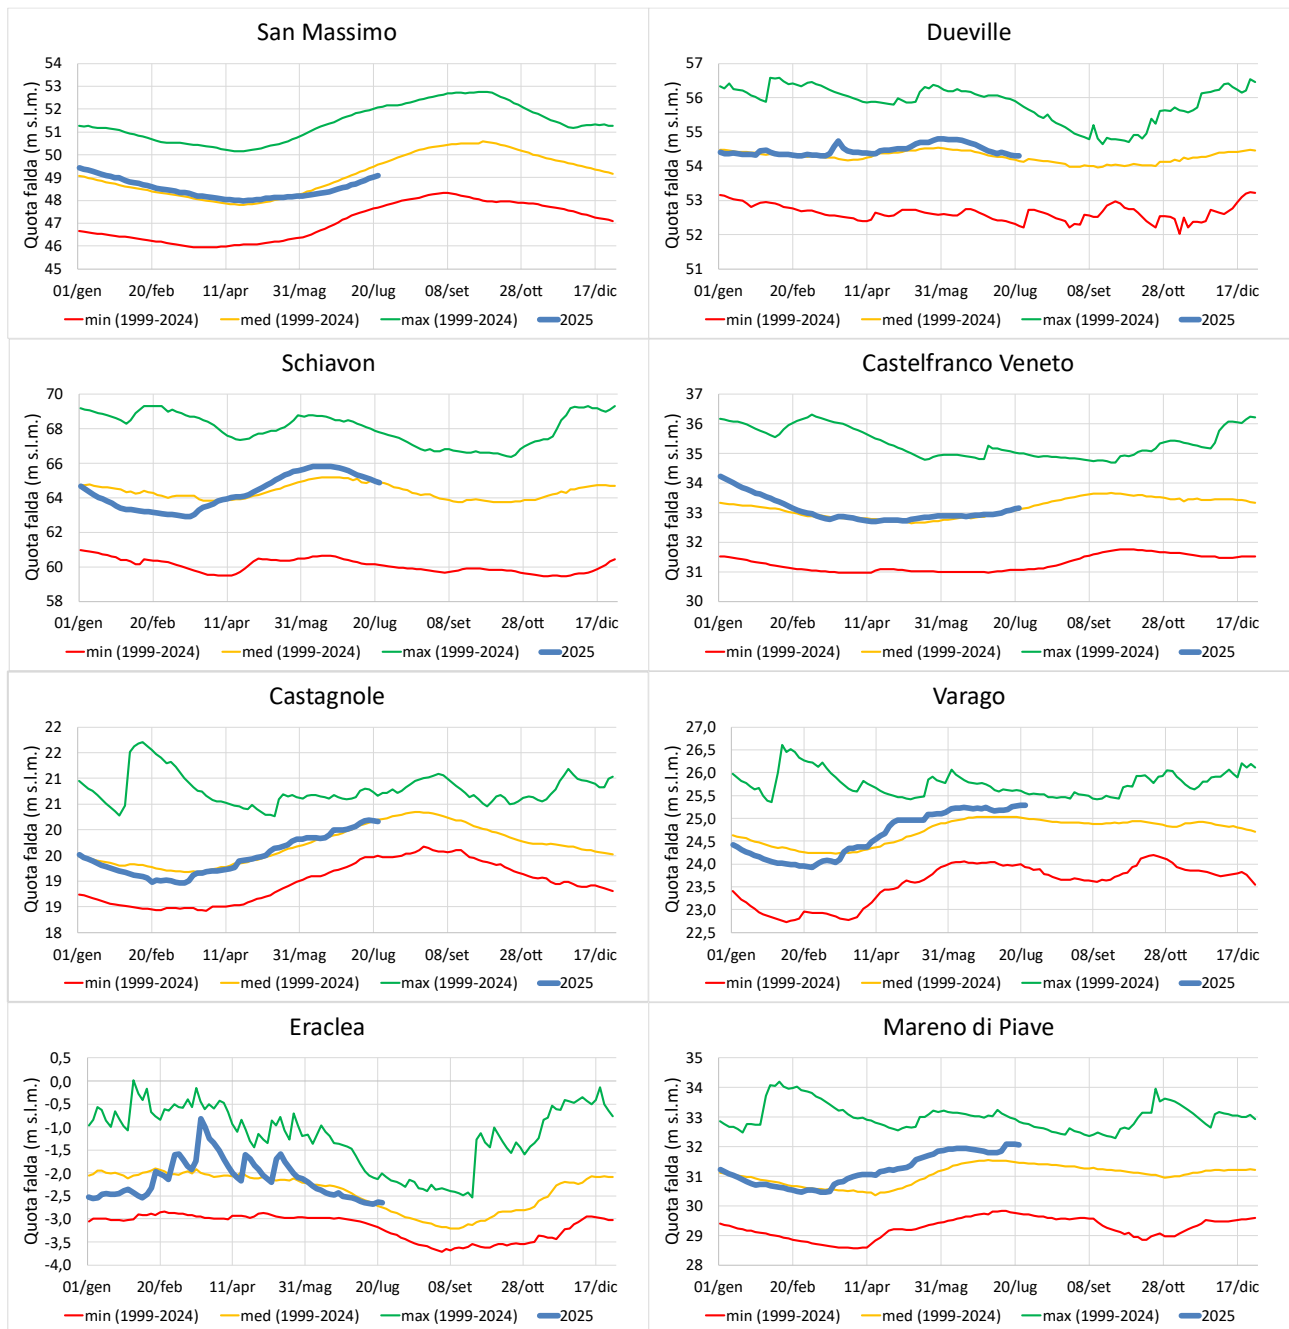 San Massimo
Quota falda (m s.l.m.)
54
53
52
51
50
49
48
47
46
45
01/gen 20/feb 11/apr 31/mag 20/lug 08/set 28/ott 17/dic
min (1999-2024) med (1999-2024) max (1999-2024) 2025
Dueville
Quota falda (m s.l.m.)
57
56
55
54
53
52
51
01/gen 20/feb 11/apr 31/mag 20/lug 08/set 28/ott 17/dic
min (1999-2024) med (1999-2024) max (1999-2024) 2025
Schiavon
Quota falda (m s.l.m.)
70
68
66
64
62
60
58
01/gen 20/feb 11/apr 31/mag 20/lug 08/set 28/ott 17/dic
min (1999-2024) med (1999-2024) max (1999-2024) 2025
Castelfranco Veneto
Quota falda (m s.l.m.)
37
36
35
34
33
32
31
30
01/gen 20/feb 11/apr 31/mag 20/lug 08/set 28/ott 17/dic
min (1999-2024) med (1999-2024) max (1999-2024) 2025
Castagnole
Quota falda (m s.l.m.)
22
22
21
21
20
20
19
19
18
01/gen 20/feb 11/apr 31/mag 20/lug 08/set 28/ott 17/dic
min (1999-2024) med (1999-2024) max (1999-2024) 2025
Varago
Quota falda (m s.l.m.)
27,0
26,5
26,0
25,5
25,0
24,5
24,0
23,5
23,0
22,5
01/gen 20/feb 11/apr 31/mag 20/lug 08/set 28/ott 17/dic
min (1999-2024) med (1999-2024) max (1999-2024) 2025
Eraclea
Quota falda (m s.l.m.)
0,5
0,0
-0,5
-1,0
-1,5
-2,0
-2,5
-3,0
-3,5
-4,0
01/gen 20/feb 11/apr 31/mag 20/lug 08/set 28/ott 17/dic
min (1999-2024) med (1999-2024) max (1999-2024) 2025
Mareno di Piave
Quota falda (m s.l.m.)
35
34
33
32
31
30
29
28
01/gen 20/feb 11/apr 31/mag 20/lug 08/set 28/ott 17/dic
min (1999-2024) med (1999-2024) max (1999-2024) 2025